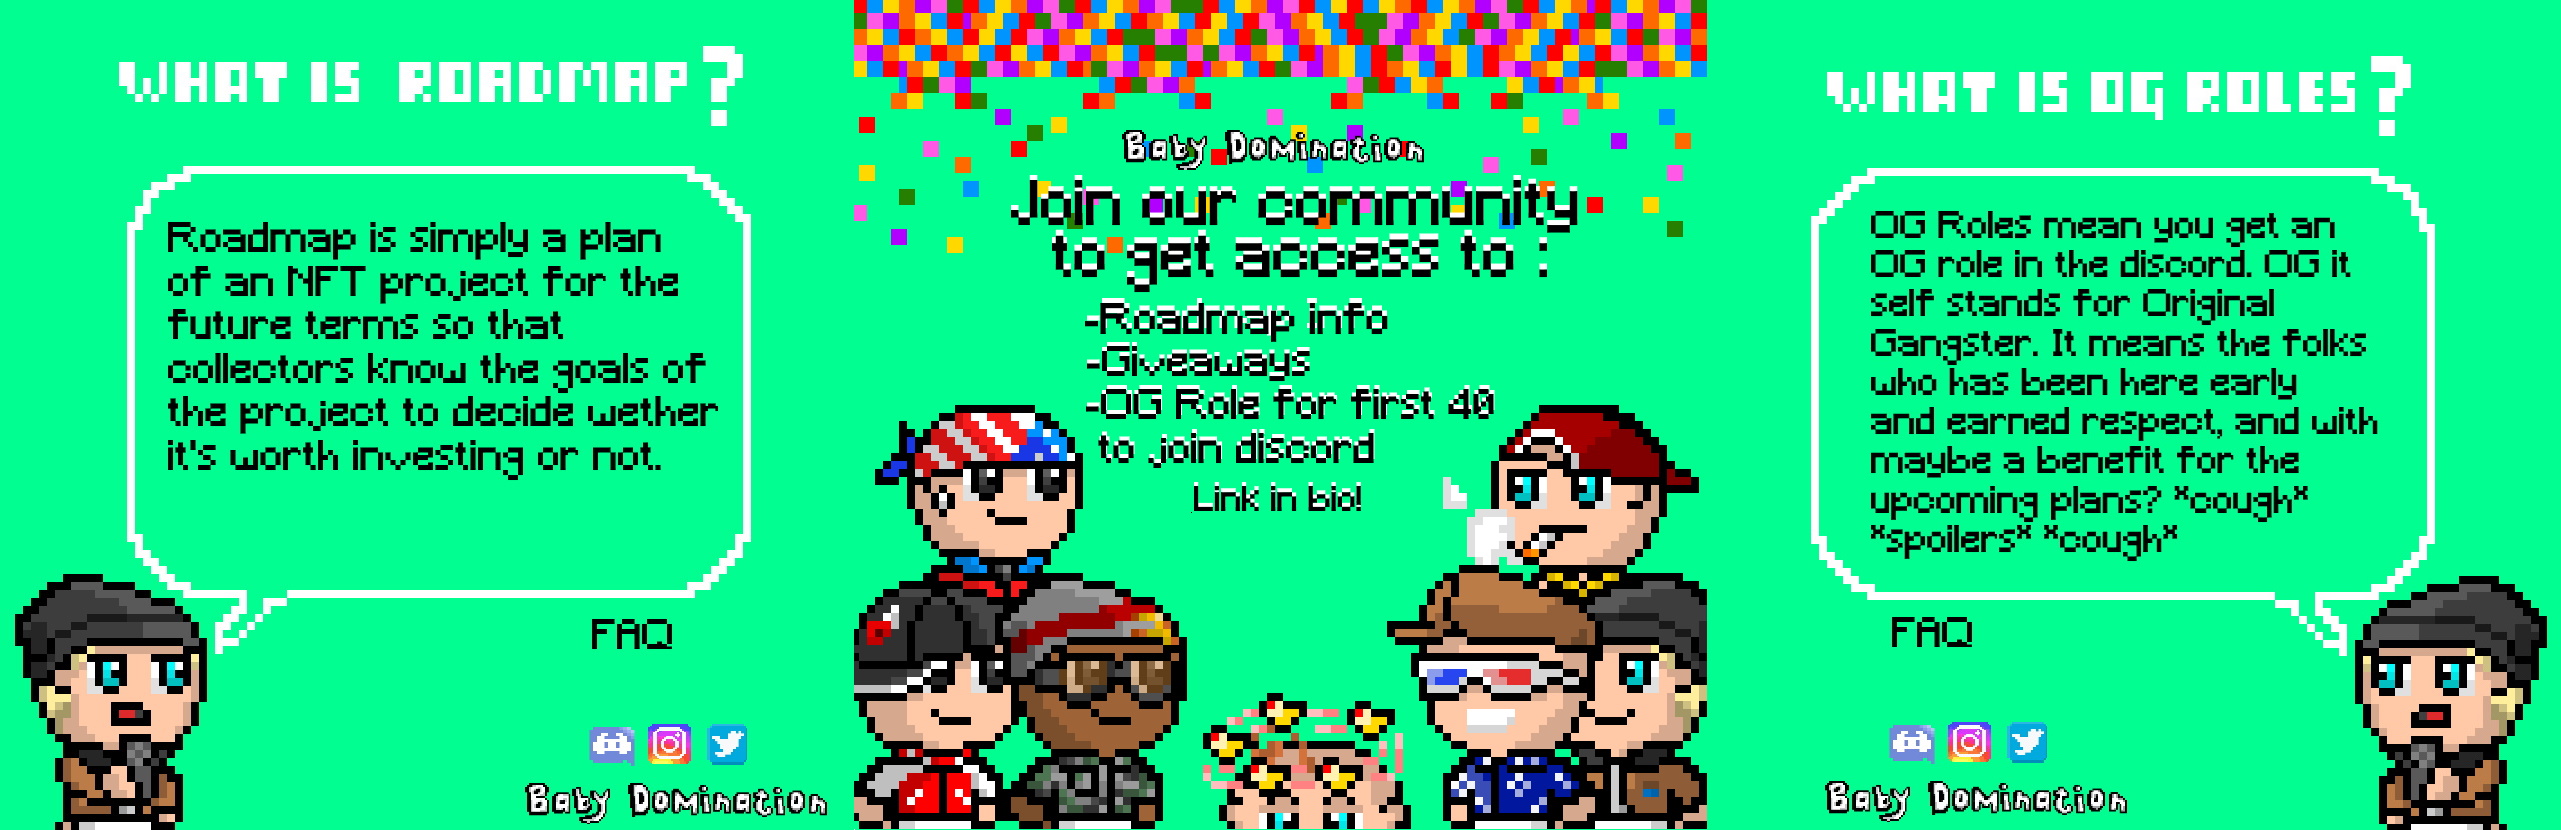 WHAT IS ROADMAP?
Roadmap is simply a plan
of an NFT project for the
future terms so that
collectors know the goals of
the project to decide wether
it's worth investing or not.
FAQ
Baby Domination
Baby Domination
Join our community
to get access to :
-Roadmap info
-Giveaways
-OG Role for first 40
to join discord
Link in bio!
WHAT IS OG ROLES?
OG Roles mean you get an
OG role in the discord. OG it
self stands for Original
Gangster. It means the folks
who has been here early
and earned respect, and with
maybe a benefit for the
upcoming plans? *cough*
*spoilers* *cough*
FAQ
Baby Domination